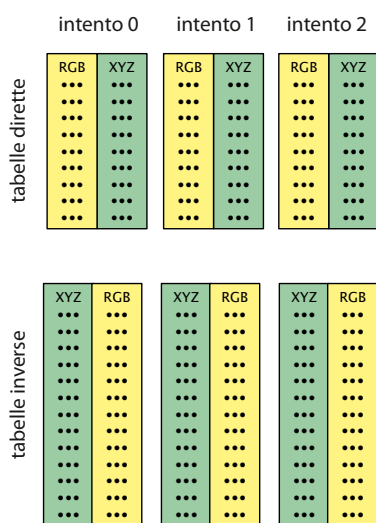 intento 0 intento 1 intento 2
tabelle dirette
RGB XYZ RGB XYZ RGB XYZ
tabelle inverse
XYZ RGB XYZ RGB XYZ RGB